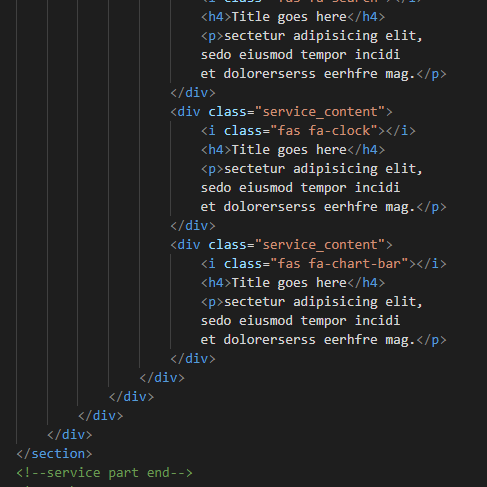 <h4>Title goes here</h4>
<p>sectetur adipisicing elit,
sedo eiusmod tempor incidi
et dolorerserss eerhfre mag.</p>
</div>
<div class="service_content">
<i class="fas fa-clock"></i>
<h4>Title goes here</h4>
<p>sectetur adipisicing elit,
sedo eiusmod tempor incidi
et dolorerserss eerhfre mag.</p>
</div>
<div class="service_content">
<i class="fas fa-chart-bar"></i>
<h4>Title goes here</h4>
<p>sectetur adipisicing elit,
sedo eiusmod tempor incidi
et dolorerserss eerhfre mag.</p>
</div>
</div>
</div>
</div>
</div>
</section>
<!--service part end-->